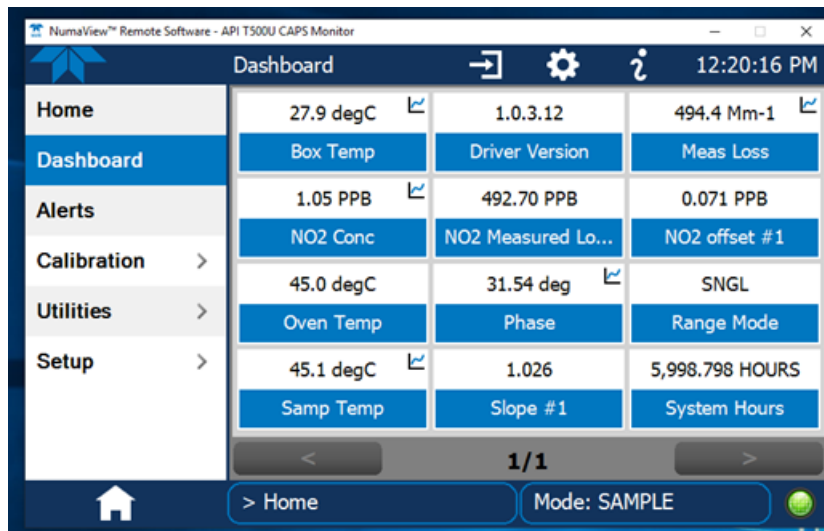 NumaView™ Remote Software - API T500U CAPS Monitor
Dashboard
12:20:16 PM
Home
Dashboard
Alerts
Calibration >
Utilities >
Setup >
27.9 degC
Box Temp
1.0.3.12
Driver Version
494.4 Mm-1
Meas Loss
1.05 PPB
NO2 Conc
492.70 PPB
NO2 Measured Lo...
0.071 PPB
NO2 offset #1
45.0 degC
Oven Temp
31.54 deg
Phase
SNGL
Range Mode
45.1 degC
Samp Temp
1.026
Slope #1
5,998.798 HOURS
System Hours
< 1/1 >
> Home
Mode: SAMPLE